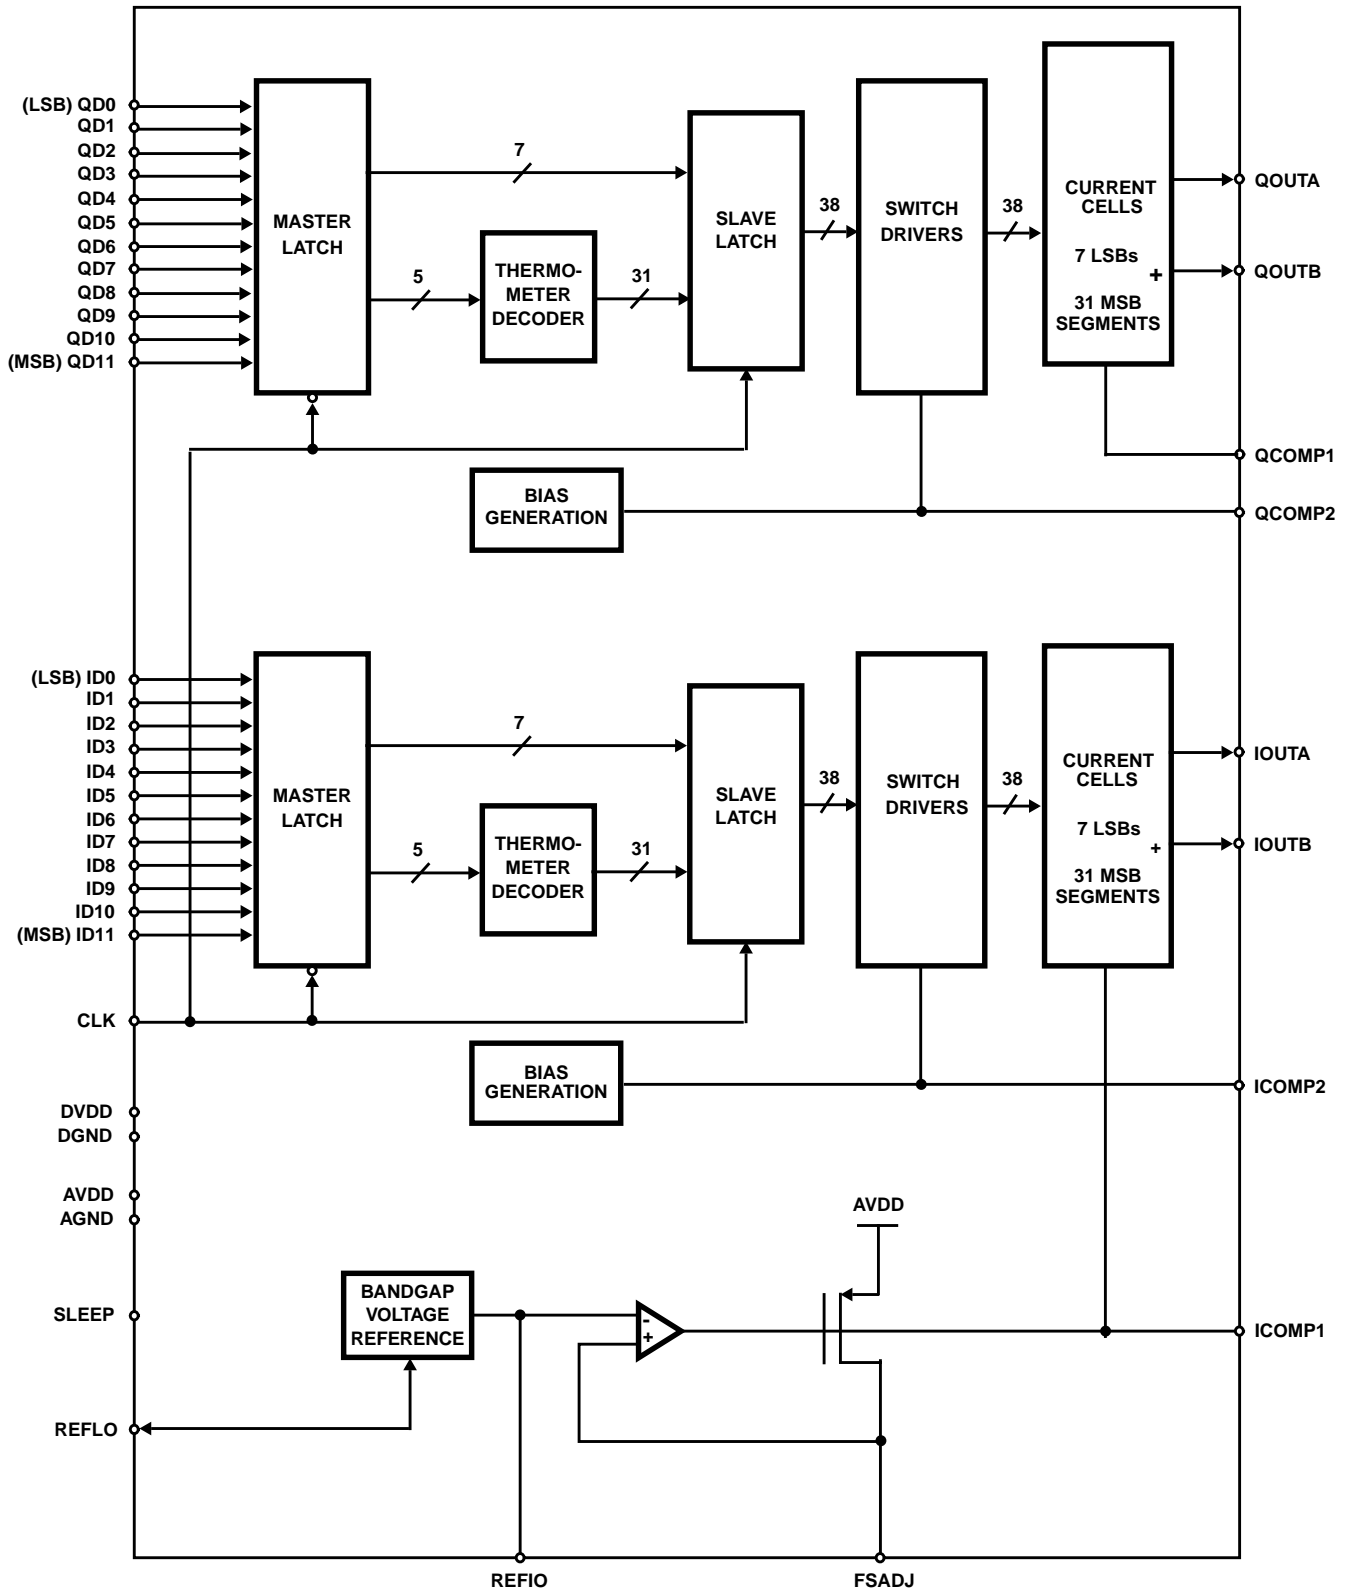 (LSB) QD0
QD1
QD2
QD3
QD4
QD5
QD6
QD7
QD8
QD9
QD10
(MSB) QD11
MASTER
LATCH
7
5
THERMO-
METER
DECODER
31
SLAVE
LATCH
38
SWITCH
DRIVERS
38
CURRENT
CELLS
7 LSBs
+
31 MSB
SEGMENTS
QOUTA
QOUTB
QCOMP1
QCOMP2
BIAS
GENERATION
(LSB) ID0
ID1
ID2
ID3
ID4
ID5
ID6
ID7
ID8
ID9
ID10
(MSB) ID11
MASTER
LATCH
7
5
THERMO-
METER
DECODER
31
SLAVE
LATCH
38
SWITCH
DRIVERS
38
CURRENT
CELLS
7 LSBs
+
31 MSB
SEGMENTS
IOUTA
IOUTB
CLK
BIAS
GENERATION
ICOMP2
DVDD
DGND
AVDD
AGND
AVDD
SLEEP
BANDGAP
VOLTAGE
REFERENCE
-
+
ICOMP1
REFLO
REFIO
FSADJ